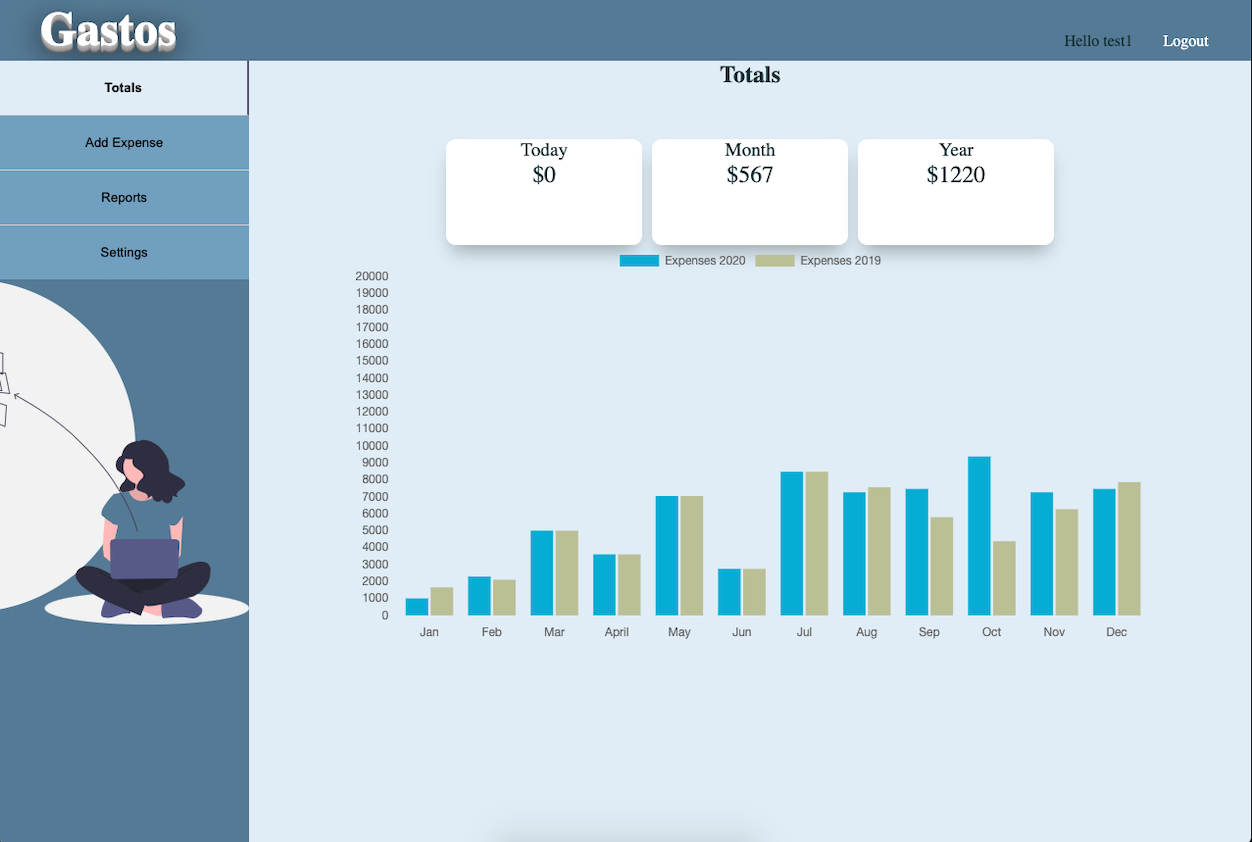 Gastos
Hello test1 Logout
Totals
Add Expense
Reports
Settings
Totals
Today
$0
Month
$567
Year
$1220
Expenses 2020 Expenses 2019
20000
19000
18000
17000
16000
15000
14000
13000
12000
11000
10000
9000
8000
7000
6000
5000
4000
3000
2000
1000
0
Jan Feb Mar April May Jun Jul Aug Sep Oct Nov Dec